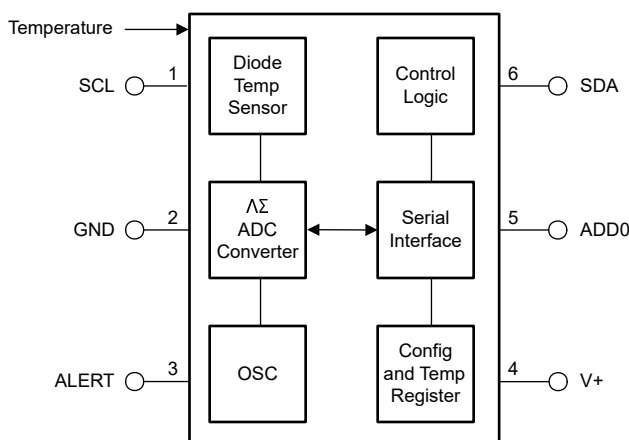 Temperature
SCL
1
GND
2
ALERT
3
Diode
Temp
Sensor
ΛΣ
ADC
Converter
OSC
Control
Logic
Serial
Interface
Config
and Temp
Register
6
SDA
5
ADD0
4
V+